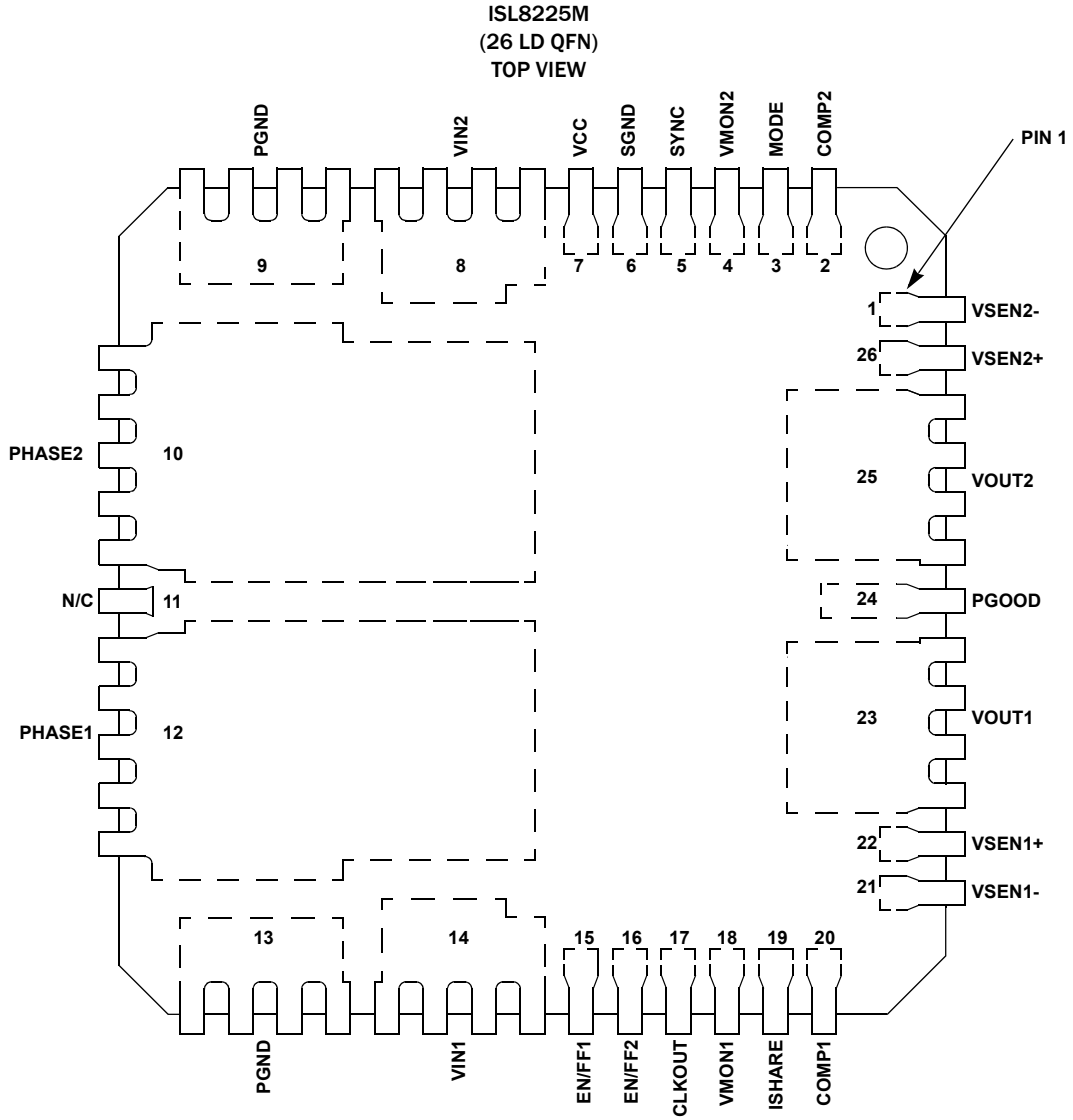 ISL8225M
(26 LD QFN)
TOP VIEW
PGND
VIN2
VCC
SGND
SYNC
VMON2
MODE
COMP2
PIN 1
9
8
7
6
5
4
3
2
1
VSEN2-
26
VSEN2+
PHASE2
10
25
VOUT2
N/C
11
24
PGOOD
PHASE1
12
23
VOUT1
22
VSEN1+
21
VSEN1-
13
14
15
16
17
18
19
20
PGND
VIN1
EN/FF1
EN/FF2
CLKOUT
VMON1
ISHARE
COMP1